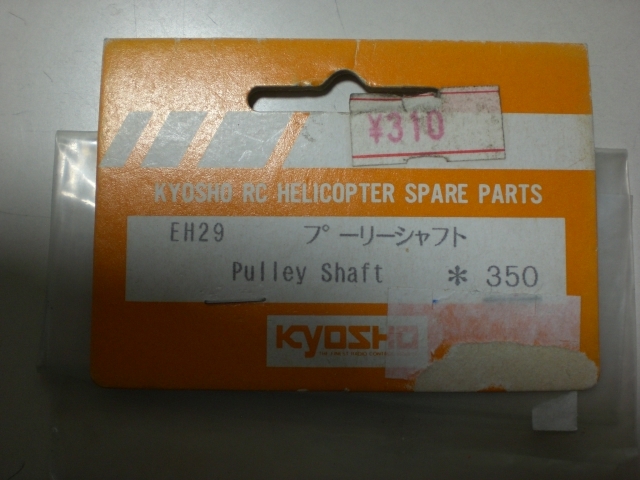 ¥310
KYOSHO RC HELICOPTER SPARE PARTS
EH29 プーリーシャフト
Pulley Shaft * 350
KYOSHO